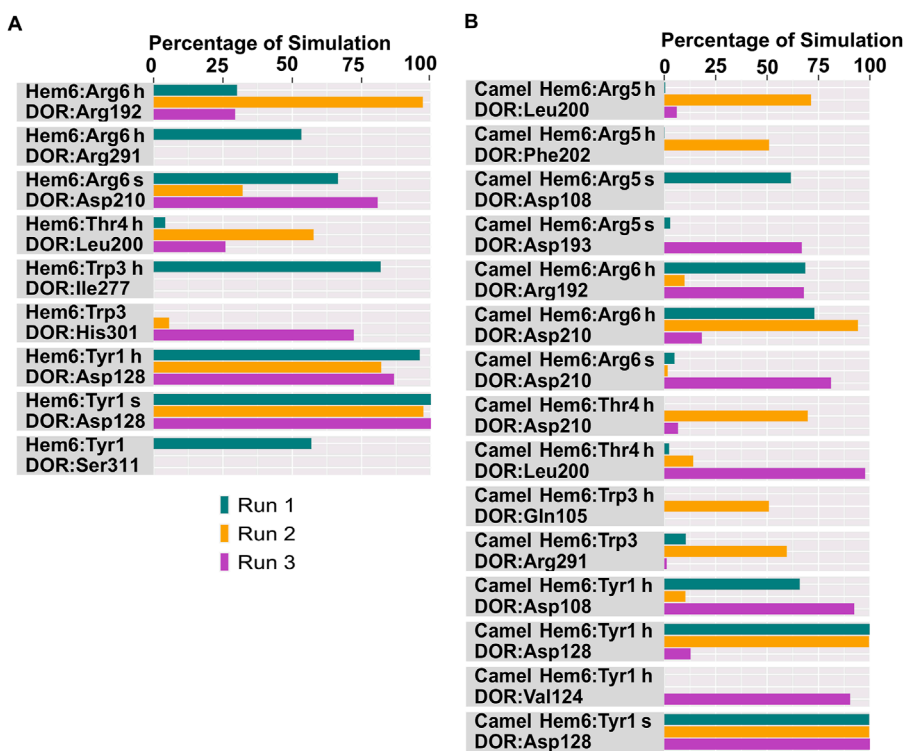 A
Percentage of Simulation
0 25 50 75 100
Hem6:Arg6 h
DOR:Arg192
Hem6:Arg6 h
DOR:Arg291
Hem6:Arg6 s
DOR:Asp210
Hem6:Thr4 h
DOR:Leu200
Hem6:Trp3 h
DOR:Ile277
Hem6:Trp3
DOR:His301
Hem6:Tyr1 h
DOR:Asp128
Hem6:Tyr1 s
DOR:Asp128
Hem6:Tyr1
DOR:Ser311
Run 1
Run 2
Run 3
B
Percentage of Simulation
0 25 50 75 100
Camel Hem6:Arg5 h
DOR:Leu200
Camel Hem6:Arg5 h
DOR:Phe202
Camel Hem6:Arg5 s
DOR:Asp108
Camel Hem6:Arg5 s
DOR:Asp193
Camel Hem6:Arg6 h
DOR:Arg192
Camel Hem6:Arg6 h
DOR:Asp210
Camel Hem6:Arg6 s
DOR:Asp210
Camel Hem6:Thr4 h
DOR:Asp210
Camel Hem6:Thr4 h
DOR:Leu200
Camel Hem6:Trp3 h
DOR:Gln105
Camel Hem6:Trp3
DOR:Arg291
Camel Hem6:Tyr1 h
DOR:Asp108
Camel Hem6:Tyr1 h
DOR:Asp128
Camel Hem6:Tyr1 h
DOR:Val124
Camel Hem6:Tyr1 s
DOR:Asp128